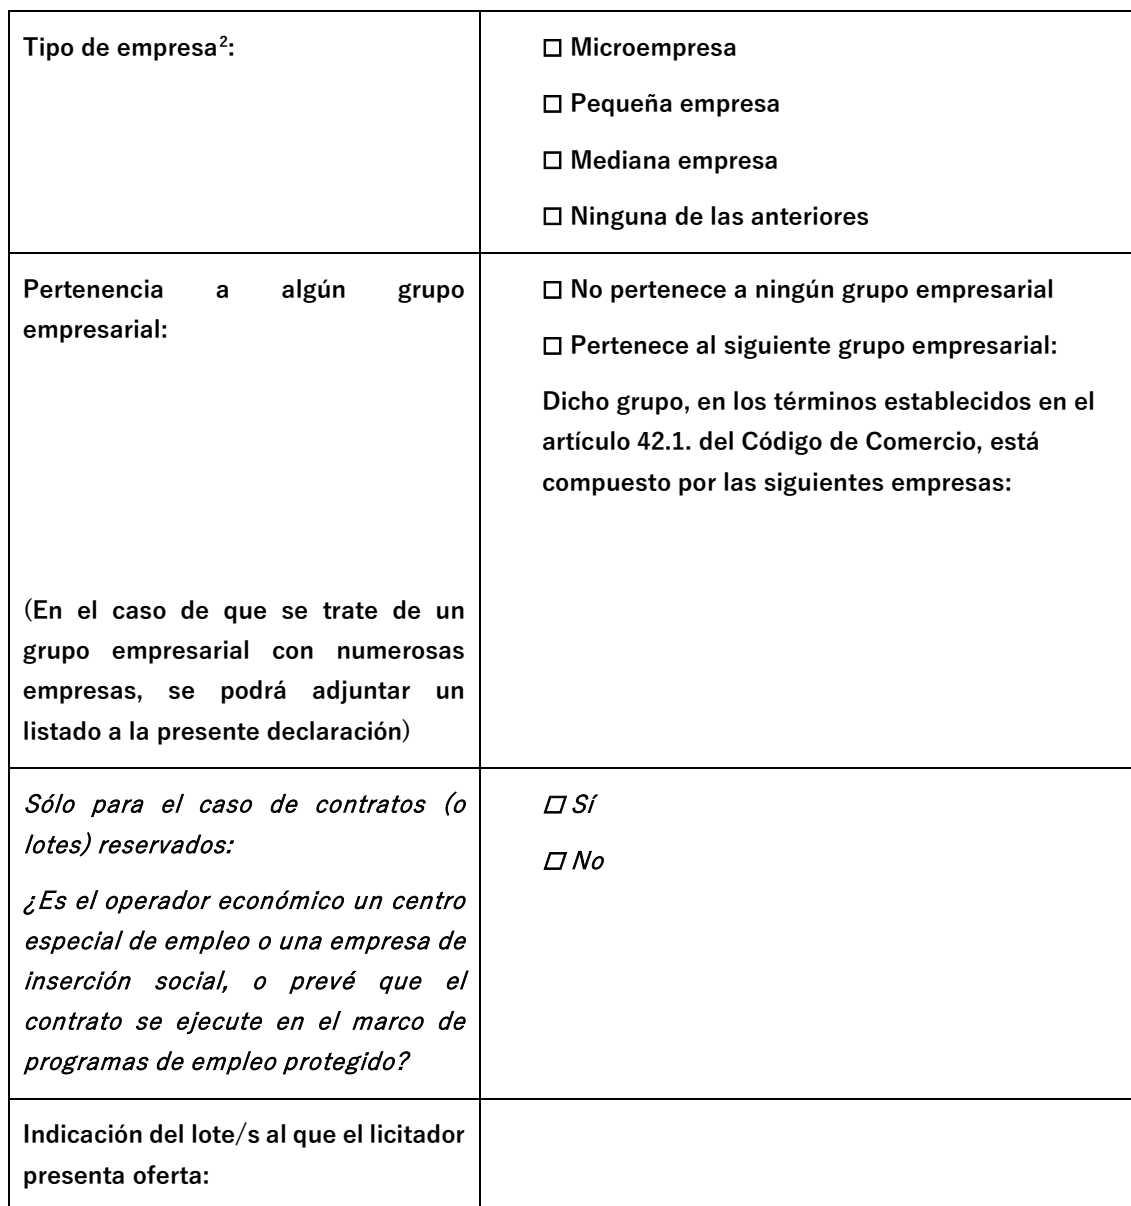 Tipo de empresa²:
☐ Microempresa
☐ Pequeña empresa
☐ Mediana empresa
☐ Ninguna de las anteriores
Pertenencia a algún grupo
empresarial:
(En el caso de que se trate de un
grupo empresarial con numerosas
empresas, se podrá adjuntar un
listado a la presente declaración)
☐ No pertenece a ningún grupo empresarial
☐ Pertenece al siguiente grupo empresarial:
Dicho grupo, en los términos establecidos en el
artículo 42.1. del Código de Comercio, está
compuesto por las siguientes empresas:
Sólo para el caso de contratos (o
lotes) reservados:
¿Es el operador económico un centro
especial de empleo o una empresa de
inserción social, o prevé que el
contrato se ejecute en el marco de
programas de empleo protegido?
☐ Sí
☐ No
Indicación del lote/s al que el licitador
presenta oferta: